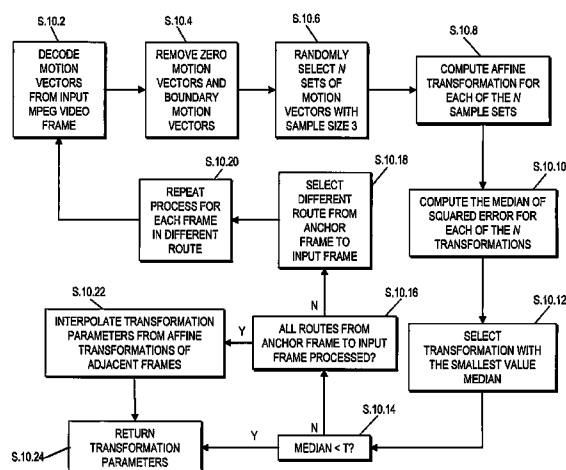 S.10.2
DECODE
MOTION
VECTORS
FROM INPUT
MPEG VIDEO
FRAME
S.10.4
REMOVE ZERO
MOTION
VECTORS AND
BOUNDARY
MOTION
VECTORS
S.10.6
RANDOMLY
SELECT N
SETS OF
MOTION
VECTORS WITH
SAMPLE SIZE 3
S.10.8
COMPUTE AFFINE
TRANSFORMATION FOR
EACH OF THE N
SAMPLE SETS
S.10.10
COMPUTE THE MEDIAN OF
SQUARED ERROR FOR
EACH OF THE N
TRANSFORMATIONS
S.10.12
SELECT
TRANSFORMATION WITH
THE SMALLEST VALUE
MEDIAN
S.10.14
MEDIAN < T?
Y
N
S.10.16
ALL ROUTES FROM
ANCHOR FRAME TO INPUT
FRAME PROCESSED?
Y
N
S.10.18
SELECT
DIFFERENT
ROUTE FROM
ANCHOR
FRAME TO
INPUT FRAME
S.10.20
REPEAT
PROCESS FOR
EACH FRAME
IN DIFFERENT
ROUTE
S.10.22
INTERPOLATE TRANSFORMATION
PARAMETERS FROM AFFINE
TRANSFORMATIONS OF
ADJACENT FRAMES
S.10.24
RETURN
TRANSFORMATION
PARAMETERS